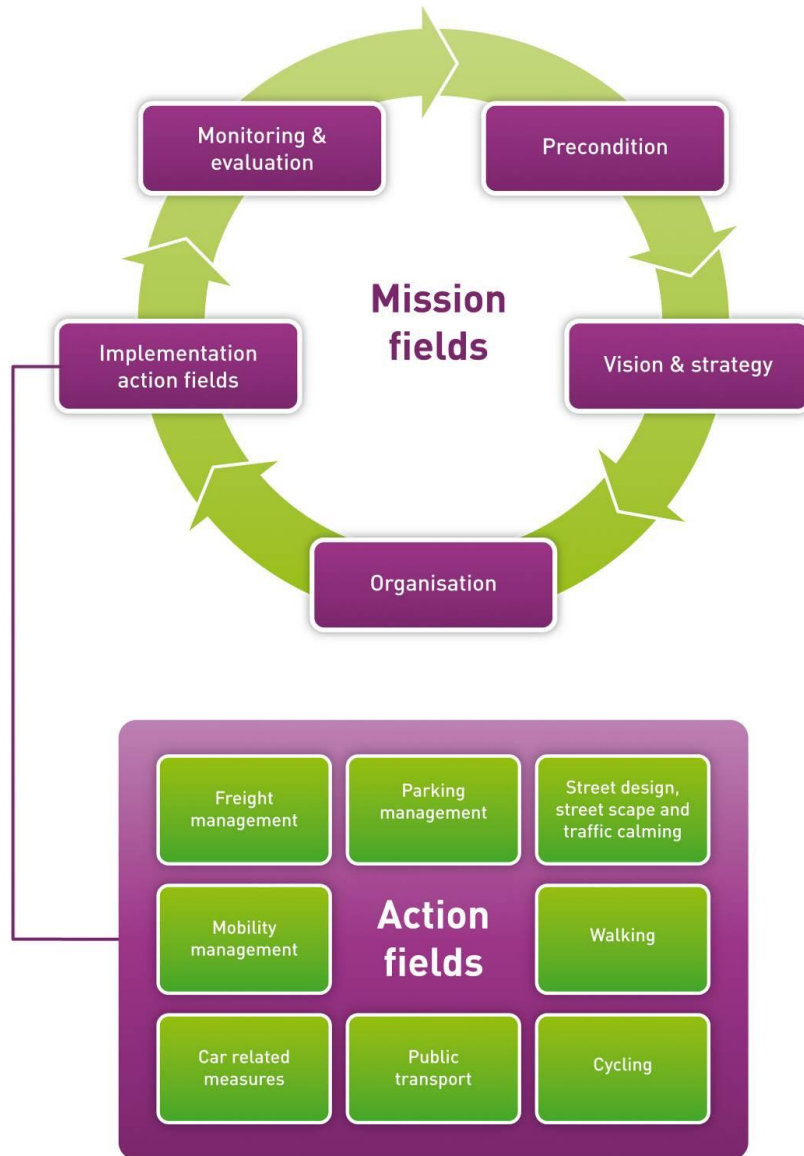 Monitoring &
evaluation
Precondition
Mission
fields
Implementation
action fields
Vision & strategy
Organisation
Freight
management
Parking
management
Street design,
street scape and
traffic calming
Mobility
management
Action
fields
Walking
Car related
measures
Public
transport
Cycling